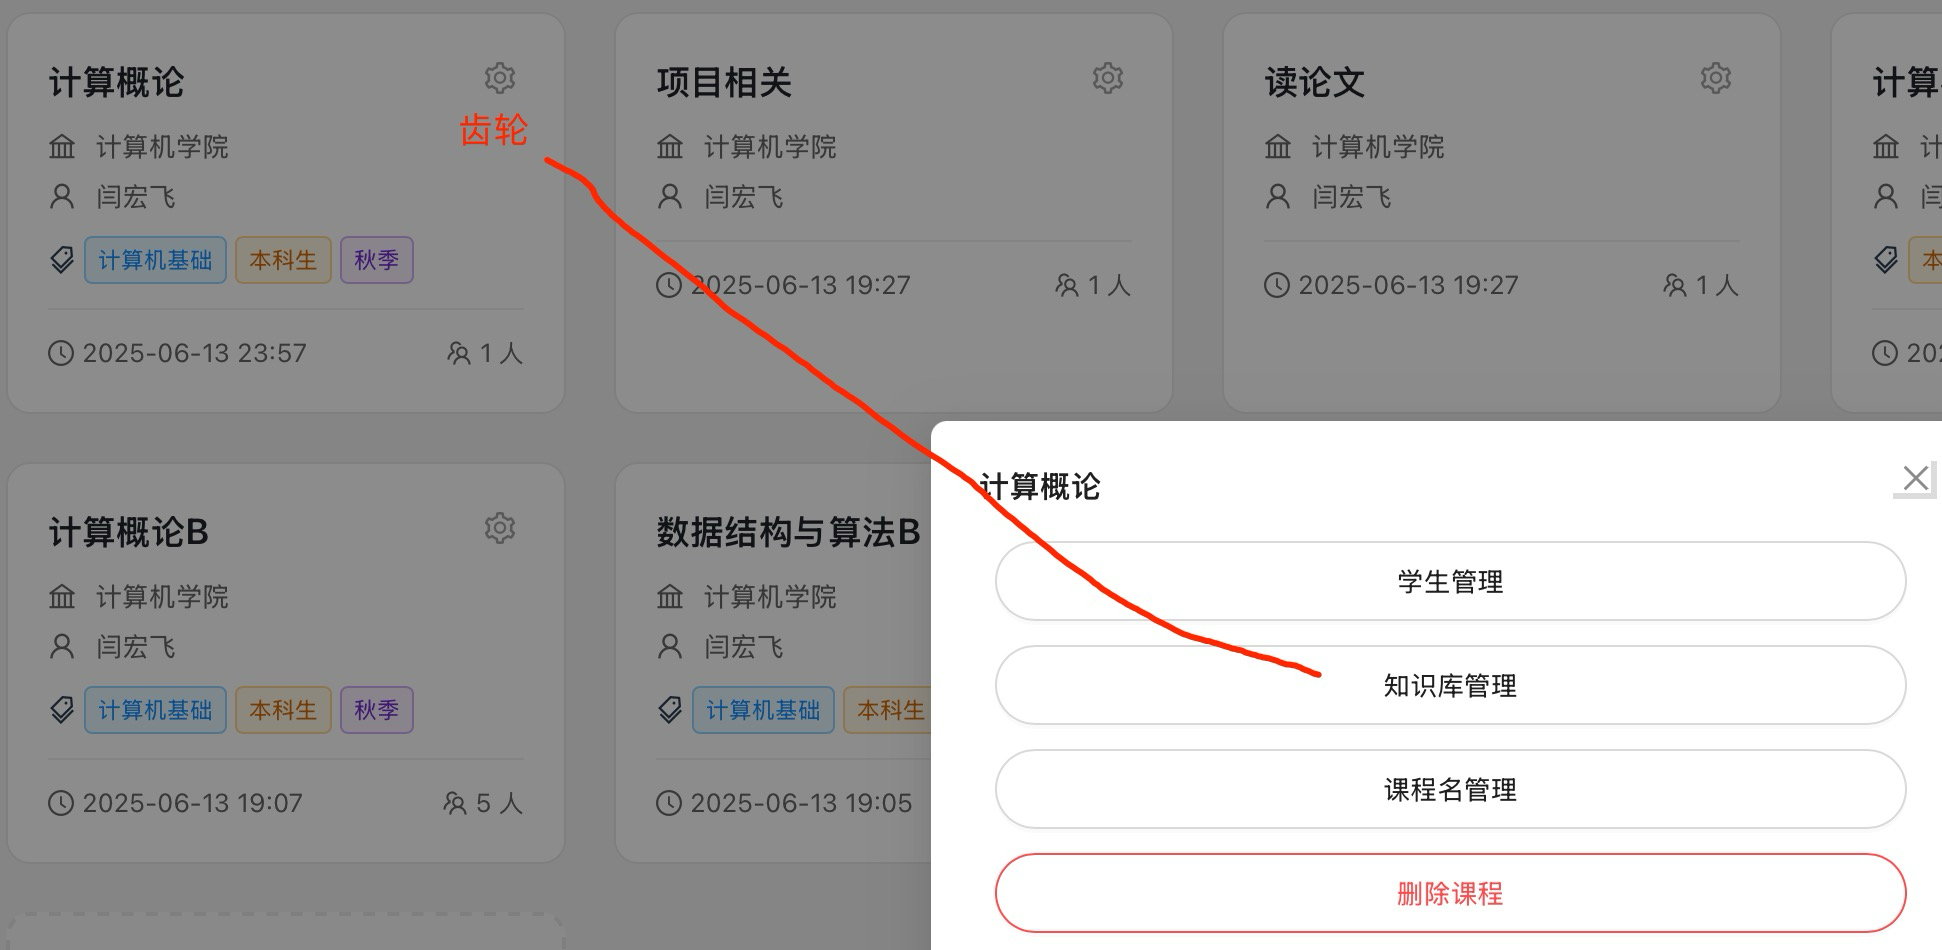 计算概论
齿轮
计算机学院
闫宏飞
计算机基础 本科生 秋季
2025-06-13 23:57 1 人
项目相关
计算机学院
闫宏飞
2025-06-13 19:27 1 人
读论文
计算机学院
闫宏飞
2025-06-13 19:27 1 人
计算
计
闫
本
202
计算概论B
计算机学院
闫宏飞
计算机基础 本科生 秋季
2025-06-13 19:07 5 人
数据结构与算法B
计算机学院
闫宏飞
计算机基础 本科生
2025-06-13 19:05
计算概论
学生管理
知识库管理
课程名管理
删除课程